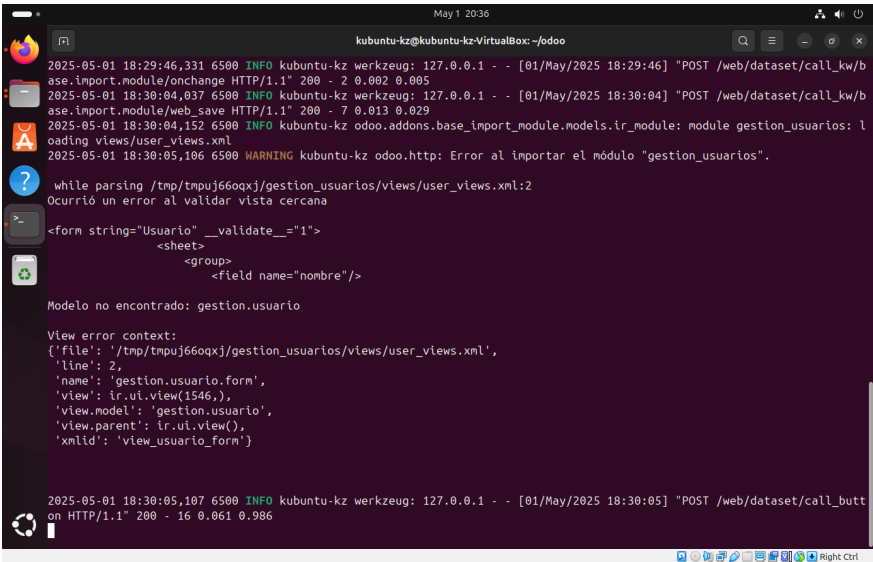 May 1 20:36
kubuntu-kz@kubuntu-kz-VirtualBox: ~/odoo
2025-05-01 18:29:46,331 6500 INFO kubuntu-kz werkzeug: 127.0.0.1 - - [01/May/2025 18:29:46] "POST /web/dataset/call_kw/b
ase.import.module/onchange HTTP/1.1" 200 - 2 0.002 0.005
2025-05-01 18:30:04,037 6500 INFO kubuntu-kz werkzeug: 127.0.0.1 - - [01/May/2025 18:30:04] "POST /web/dataset/call_kw/b
ase.import.module/web_save HTTP/1.1" 200 - 7 0.013 0.029
2025-05-01 18:30:04,152 6500 INFO kubuntu-kz odoo.addons.base_import_module.models.ir_module: module gestion_usuarios: l
oading views/user_views.xml
2025-05-01 18:30:05,106 6500 WARNING kubuntu-kz odoo.http: Error al importar el módulo "gestion_usuarios".
while parsing /tmp/tmpuj66oqxj/gestion_usuarios/views/user_views.xml:2
Ocurrió un error al validar vista cercana
<form string="Usuario" __validate__="1">
<sheet>
<group>
<field name="nombre"/>
Modelo no encontrado: gestion.usuario
View error context:
{'file': '/tmp/tmpuj66oqxj/gestion_usuarios/views/user_views.xml',
'line': 2,
'name': 'gestion.usuario.form',
'view': ir.ui.view(1546,),
'view.model': 'gestion.usuario',
'view.parent': ir.ui.view(),
'xmlid': 'view_usuario_form'}
2025-05-01 18:30:05,107 6500 INFO kubuntu-kz werkzeug: 127.0.0.1 - - [01/May/2025 18:30:05] "POST /web/dataset/call_butt
on HTTP/1.1" 200 - 16 0.061 0.986
Right Ctrl